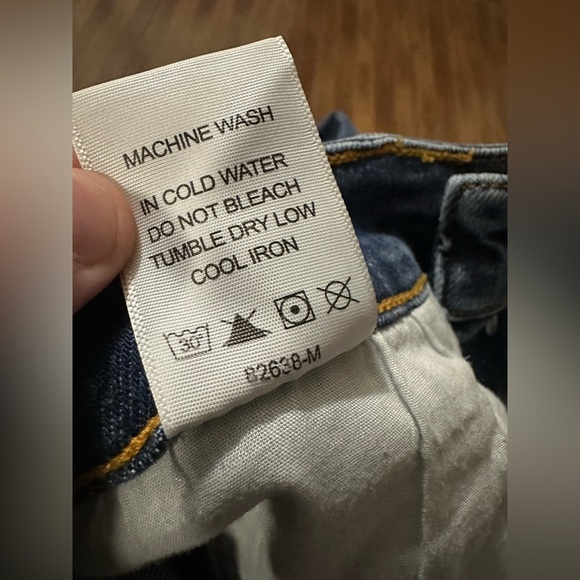 MACHINE WASH
IN COLD WATER
DO NOT BLEACH
TUMBLE DRY LOW
COOL IRON
30°
82638-M